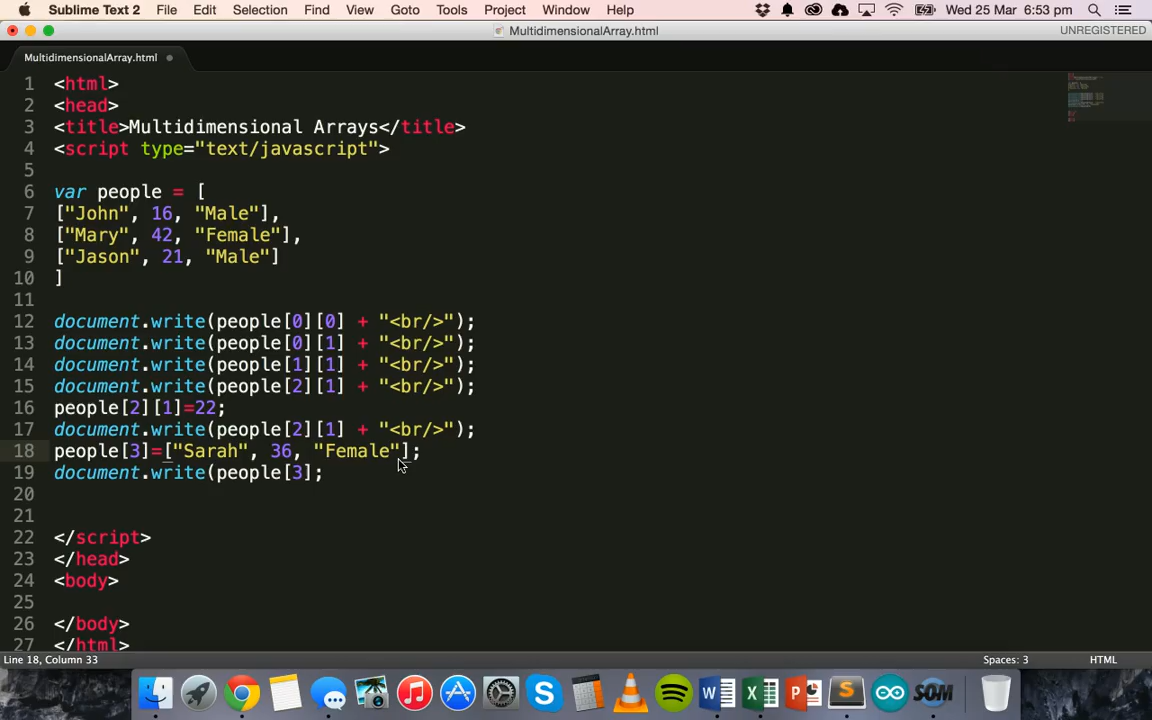 Sublime Text 2 File Edit Selection Find View Goto Tools Project Window Help Wed 25 Mar 6:53 pm
MultidimensionalArray.html UNREGISTERED
MultidimensionalArray.html
1 <html>
2 <head>
3 <title>Multidimensional Arrays</title>
4 <script type="text/javascript">
5
6 var people = [
7 ["John", 16, "Male"],
8 ["Mary", 42, "Female"],
9 ["Jason", 21, "Male"]
10 ]
11
12 document.write(people[0][0] + "<br/>");
13 document.write(people[0][1] + "<br/>");
14 document.write(people[1][1] + "<br/>");
15 document.write(people[2][1] + "<br/>");
16 people[2][1]=22;
17 document.write(people[2][1] + "<br/>");
18 people[3]=["Sarah", 36, "Female"];
19 document.write(people[3];
20
21
22 </script>
23 </head>
24 <body>
25
26 </body>
27 </html>
Line 18, Column 33 Spaces: 3 HTML
SOM